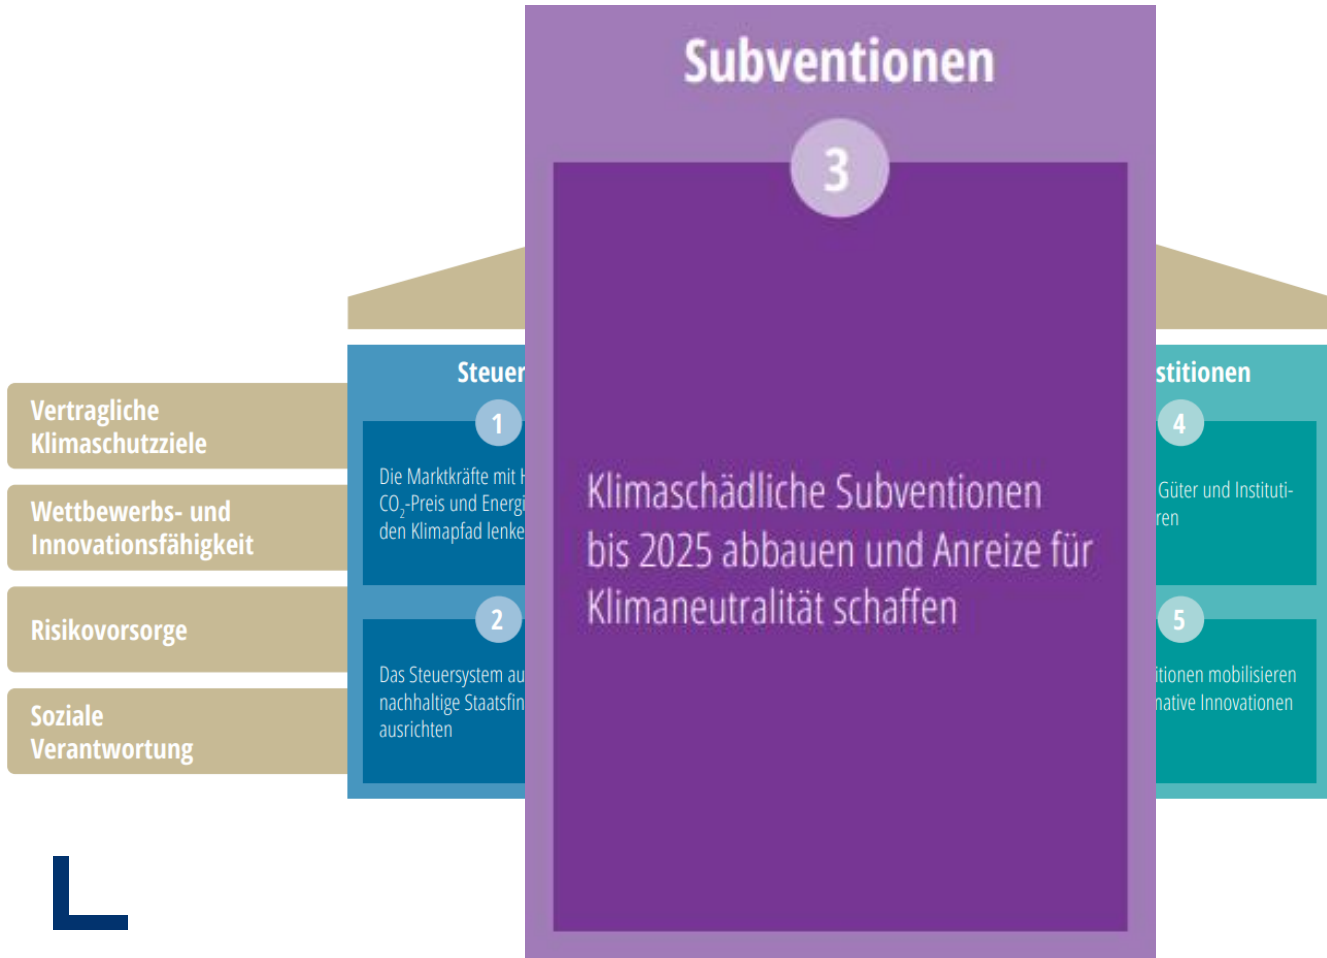 Subventionen
3
Klimaschädliche Subventionen
bis 2025 abbauen und Anreize für
Klimaneutralität schaffen
Vertragliche
Klimaschutzziele
Wettbewerbs- und
Innovationsfähigkeit
Risikovorsorge
Soziale
Verantwortung
Steuer
1
Die Marktkräfte mit
CO₂-Preis und Energi
den Klimapfad lenke
2
Das Steuersystem au
nachhaltige Staatsfin
ausrichten
stitionen
4
Güter und Instituti-
ren
5
itionen mobilisieren
native Innovationen